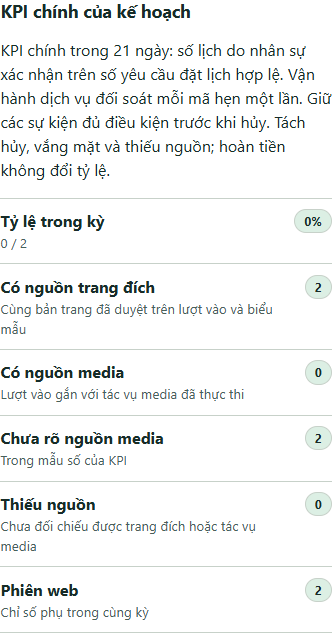 KPI chính của kế hoạch
KPI chính trong 21 ngày: số lịch do nhân sự
xác nhận trên số yêu cầu đặt lịch hợp lệ. Vận
hành dịch vụ đối soát mỗi mã hẹn một lần. Giữ
các sự kiện đủ điều kiện trước khi hủy. Tách
hủy, vắng mặt và thiếu nguồn; hoàn tiền
không đổi tỷ lệ.
Tỷ lệ trong kỳ 0%
0 / 2
Có nguồn trang đích 2
Cùng bản trang đã duyệt trên lượt vào và biểu
mẫu
Có nguồn media 0
Lượt vào gắn với tác vụ media đã thực thi
Chưa rõ nguồn media 2
Trong mẫu số của KPI
Thiếu nguồn 0
Chưa đối chiếu được trang đích hoặc tác vụ
media
Phiên web 2
Chỉ số phụ trong cùng kỳ